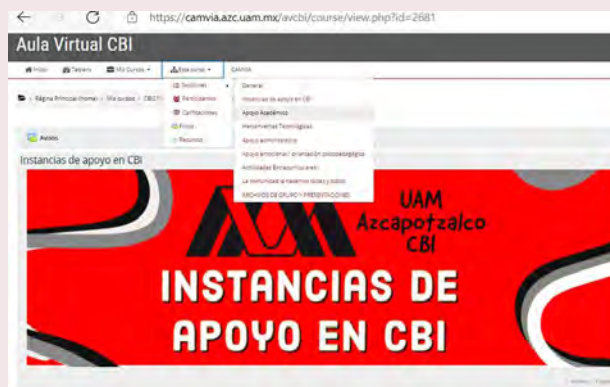 https://camvia.azc.uam.mx/avcbi/course/view.php?id=2681
Aula Virtual CBI
Inicio Tablero Mis Cursos Este curso CAMVIA
Secciones
Participantes
Calificaciones
Foros
Recursos
General
Instancias de apoyo en CBI
Apoyo Académico
Herramientas Tecnológicas
Apoyo administrativo
Apoyo emocional / orientación psicopedagógica
Actividades Extracurriculares
La comunidad la hacemos todas y todos
ARCHIVOS DE GRUPO Y PRESENTACIONES
Página Principal (home) Mis cursos
Avisos
Instancias de apoyo en CBI
UAM
Azcapotzalco
CBI
INSTANCIAS DE
APOYO EN CBI